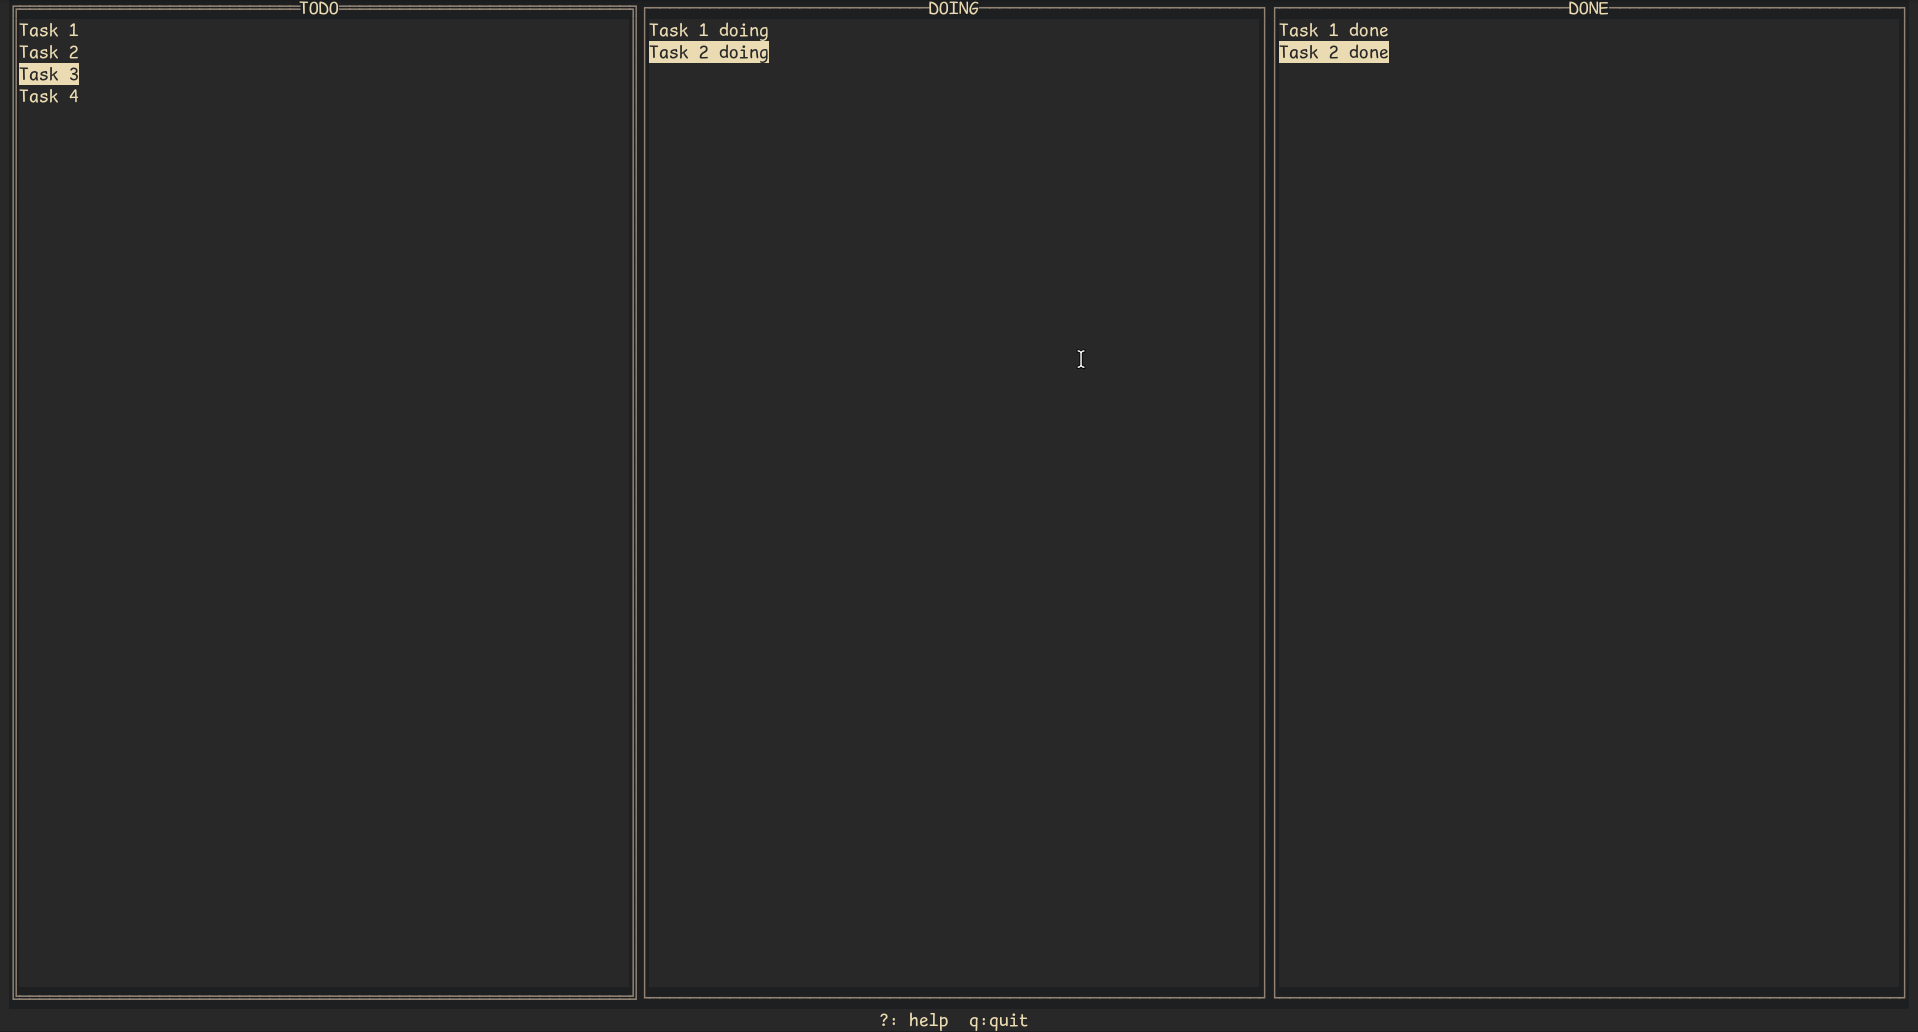 TODO
Task 1
Task 2
Task 3
Task 4
DOING
Task 1 doing
Task 2 doing
DONE
Task 1 done
Task 2 done
?: help  q:quit